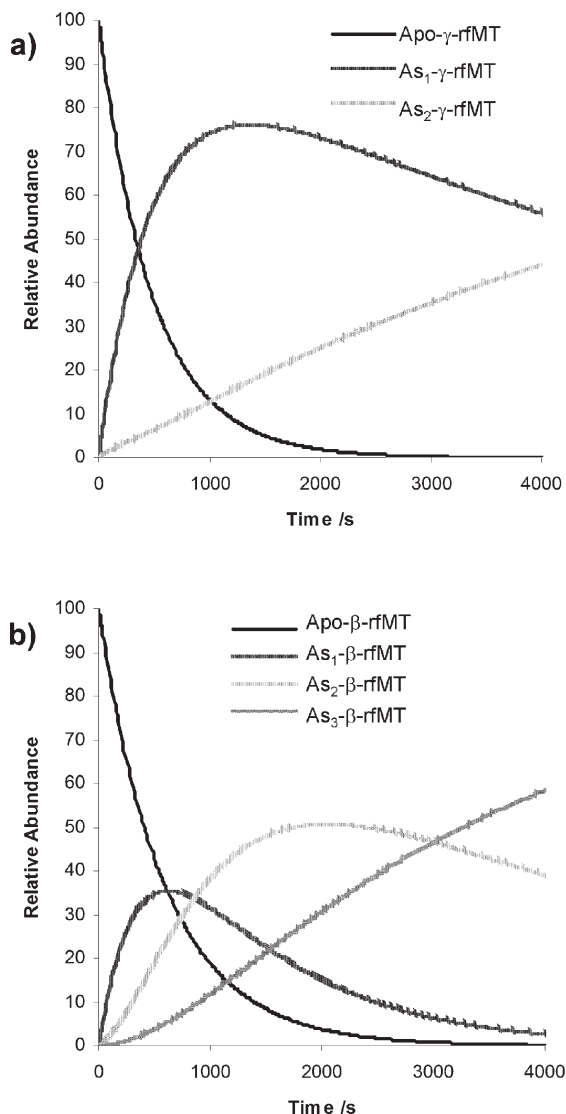 a)
Apo-γ-rfMT
As₁-γ-rfMT
As₂-γ-rfMT
Relative Abundance
100
90
80
70
60
50
40
30
20
10
0
0 1000 2000 3000 4000
Time /s
b)
Apo-β-rfMT
As₁-β-rfMT
As₂-β-rfMT
As₃-β-rfMT
Relative Abundance
100
90
80
70
60
50
40
30
20
10
0
0 1000 2000 3000 4000
Time /s